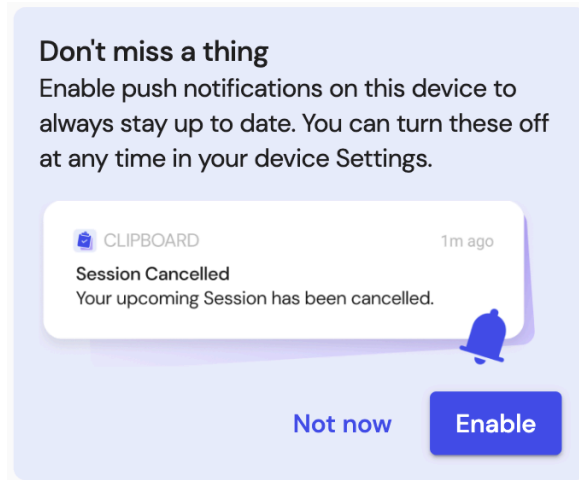 Don't miss a thing
Enable push notifications on this device to
always stay up to date. You can turn these off
at any time in your device Settings.
CLIPBOARD 1m ago
Session Cancelled
Your upcoming Session has been cancelled.
Not now Enable